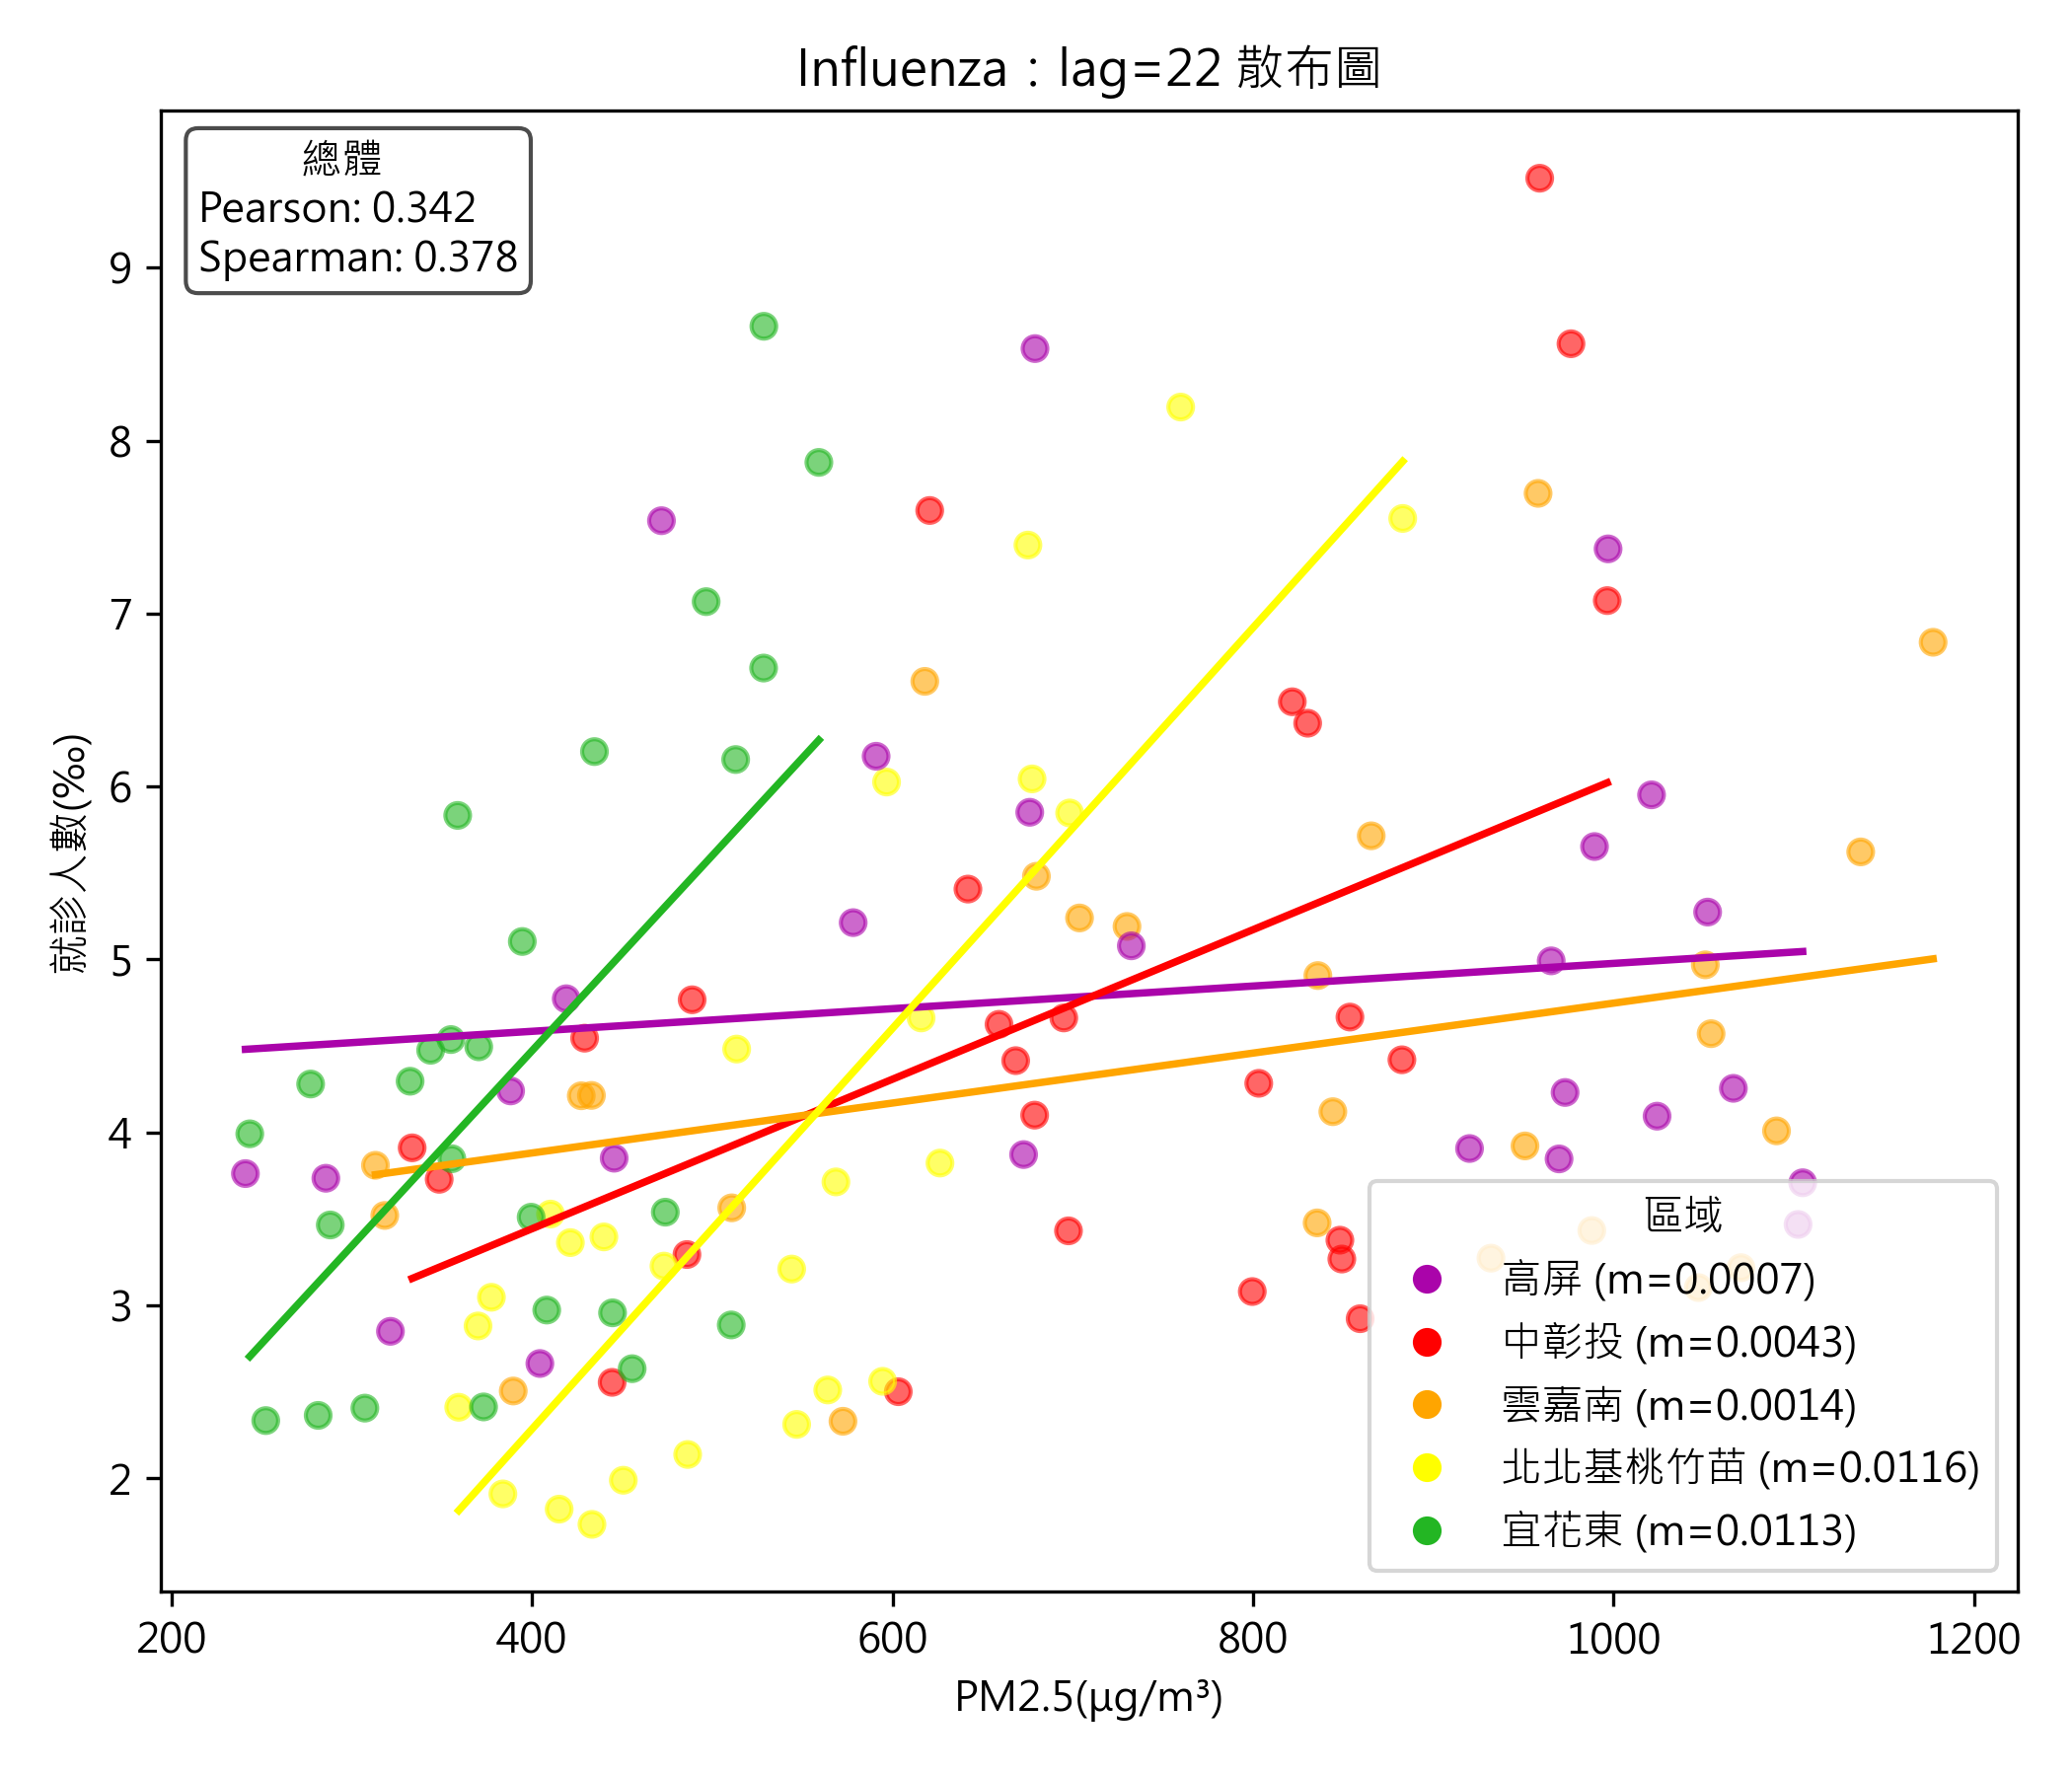 Influenza：lag=22 散布圖
總體
Pearson: 0.342
Spearman: 0.378
9
8
7
6
5
4
3
2
就診人數(‰)
區域
高屏 (m=0.0007)
中彰投 (m=0.0043)
雲嘉南 (m=0.0014)
北北基桃竹苗 (m=0.0116)
宜花東 (m=0.0113)
200 400 600 800 1000 1200
PM2.5(μg/m³)